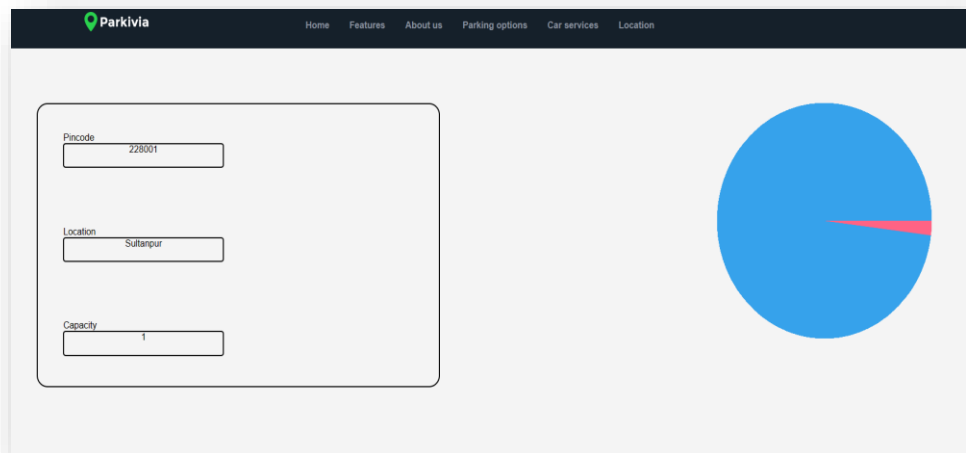 Parkivia
Home Features About us Parking options Car services Location
Pincode
228001
Location
Sultanpur
Capacity
1